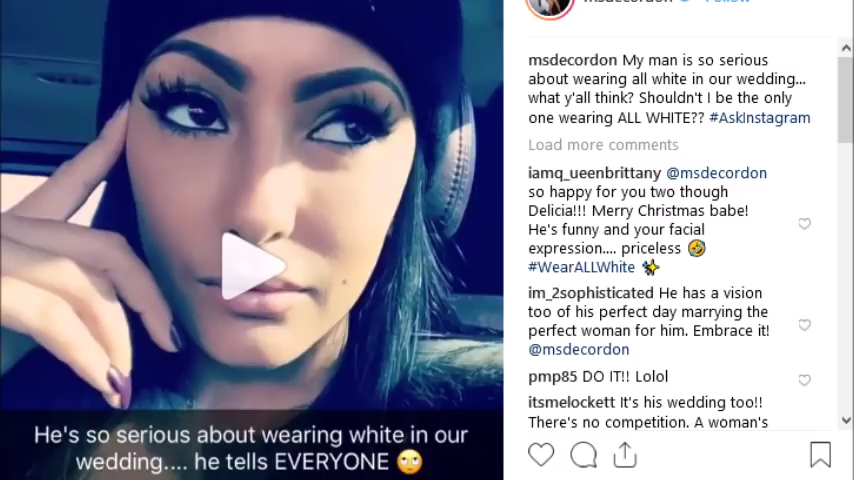 msdecordon
My man is so serious
about wearing all white in our wedding...
what y'all think? Shouldn't I be the only
one wearing ALL WHITE?? #AskInstagram
Load more comments
iamq_ueenbrittany @msdecordon
so happy for you two though
Delicia!!! Merry Christmas babe!
He's funny and your facial
expression.... priceless 🤣
#WearALLWhite ✨
im_2sophisticated He has a vision
too of his perfect day marrying the
perfect woman for him. Embrace it!
@msdecordon
pmp85 DO IT!! Lolol
itsmelockett It's his wedding too!!
There's no competition. A woman's
He's so serious about wearing white in our
wedding.... he tells EVERYONE 🙄